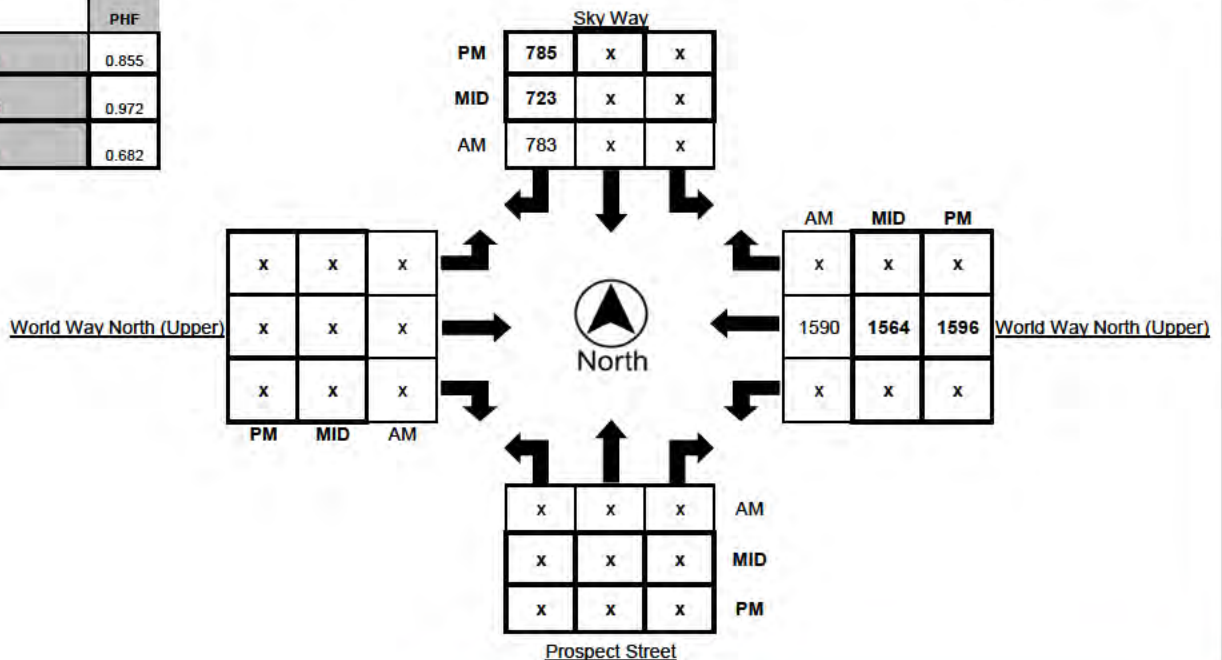 PHF
0.855
0.972
0.682
Sky Way
PM 785 x x
MID 723 x x
AM 783 x x
AM MID PM
x x x
x x x
x x x
World Way North (Upper)
PM MID AM
North
x x x
1590 1564 1596
x x x
World Way North (Upper)
x x x AM
x x x MID
x x x PM
Prospect Street